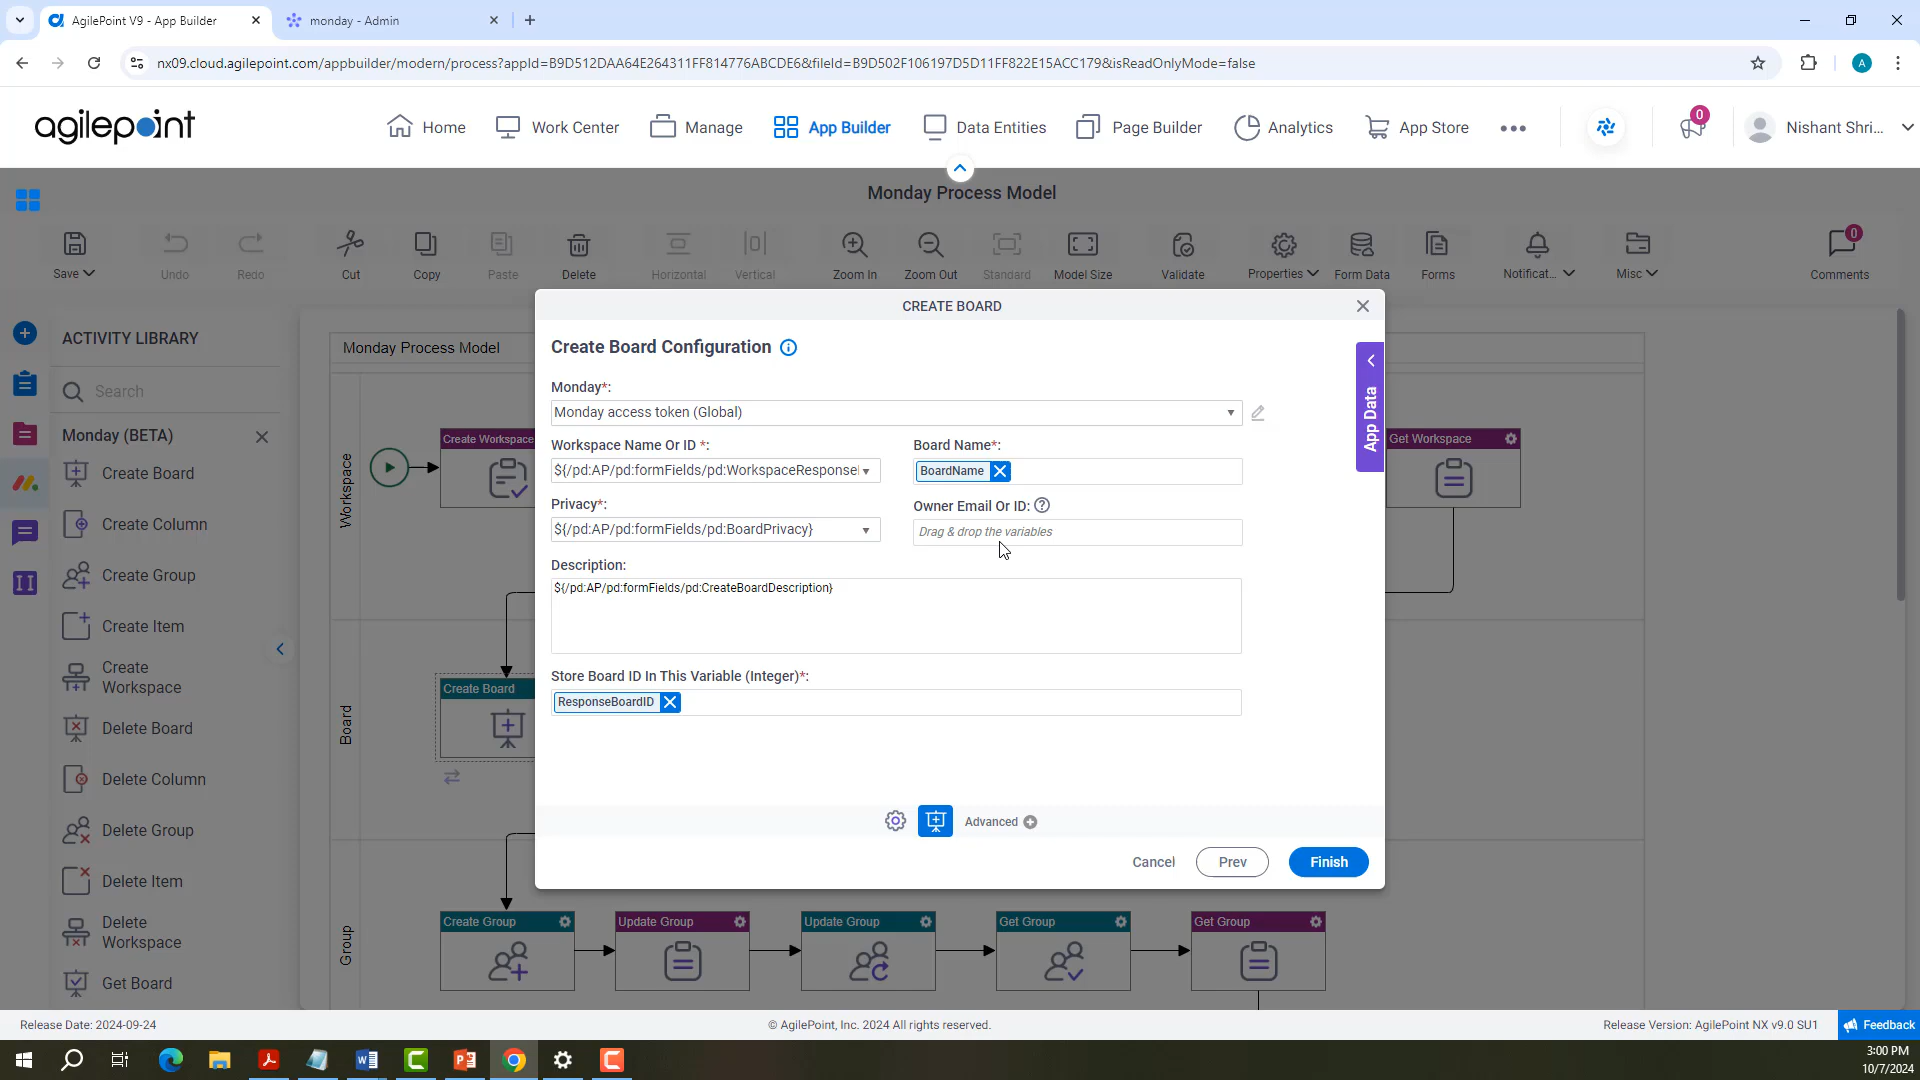 AgilePoint V9 - App Builder
monday - Admin
nx09.cloud.agilepoint.com/appbuilder/modern/process?appId=B9D512DAA64E264311FF814776ABCDE6&fileId=B9D502F106197D5D11FF822E15ACC179&isReadOnlyMode=false
A
agilepoint
Home
Work Center
Manage
App Builder
Data Entities
Page Builder
Analytics
App Store
0
Nishant Shri...
Monday Process Model
Save
Undo
Redo
Cut
Copy
Paste
Delete
Horizontal
Vertical
Zoom In
Zoom Out
Standard
Model Size
Validate
Properties
Form Data
Forms
Notificat...
Misc
0
Comments
ACTIVITY LIBRARY
Search
Monday (BETA)
Create Board
Create Column
Create Group
Create Item
Create
Workspace
Delete Board
Delete Column
Delete Group
Delete Item
Delete
Workspace
Get Board
Monday Process Model
Workspace
Create Workspace
Get Workspace
Board
Create Board
Group
Create Group
Update Group
Update Group
Get Group
Get Group
CREATE BOARD
Create Board Configuration
Monday*:
Monday access token (Global)
Workspace Name Or ID *:
${/pd:AP/pd:formFields/pd:WorkspaceResponse
Board Name*:
BoardName
Privacy*:
${/pd:AP/pd:formFields/pd:BoardPrivacy}
Owner Email Or ID:
Drag & drop the variables
Description:
${/pd:AP/pd:formFields/pd:CreateBoardDescription}
Store Board ID In This Variable (Integer)*:
ResponseBoardID
App Data
Advanced
Cancel
Prev
Finish
Release Date: 2024-09-24
© AgilePoint, Inc. 2024 All rights reserved.
Release Version: AgilePoint NX v9.0 SU1
Feedback
3:00 PM
10/7/2024